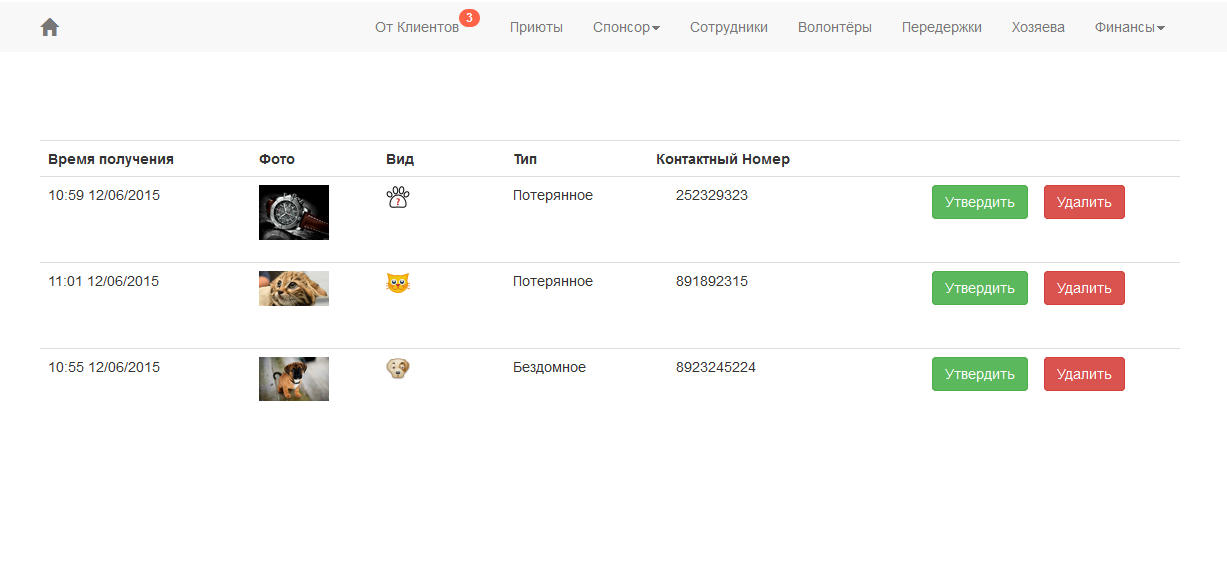 От Клиентов 3 Приюты Спонсор Сотрудники Волонтёры Передержки Хозяева Финансы
Время получения Фото Вид Тип Контактный Номер
10:59 12/06/2015 ? Потерянное 252329323 Утвердить Удалить
11:01 12/06/2015 Потерянное 891892315 Утвердить Удалить
10:55 12/06/2015 Бездомное 8923245224 Утвердить Удалить